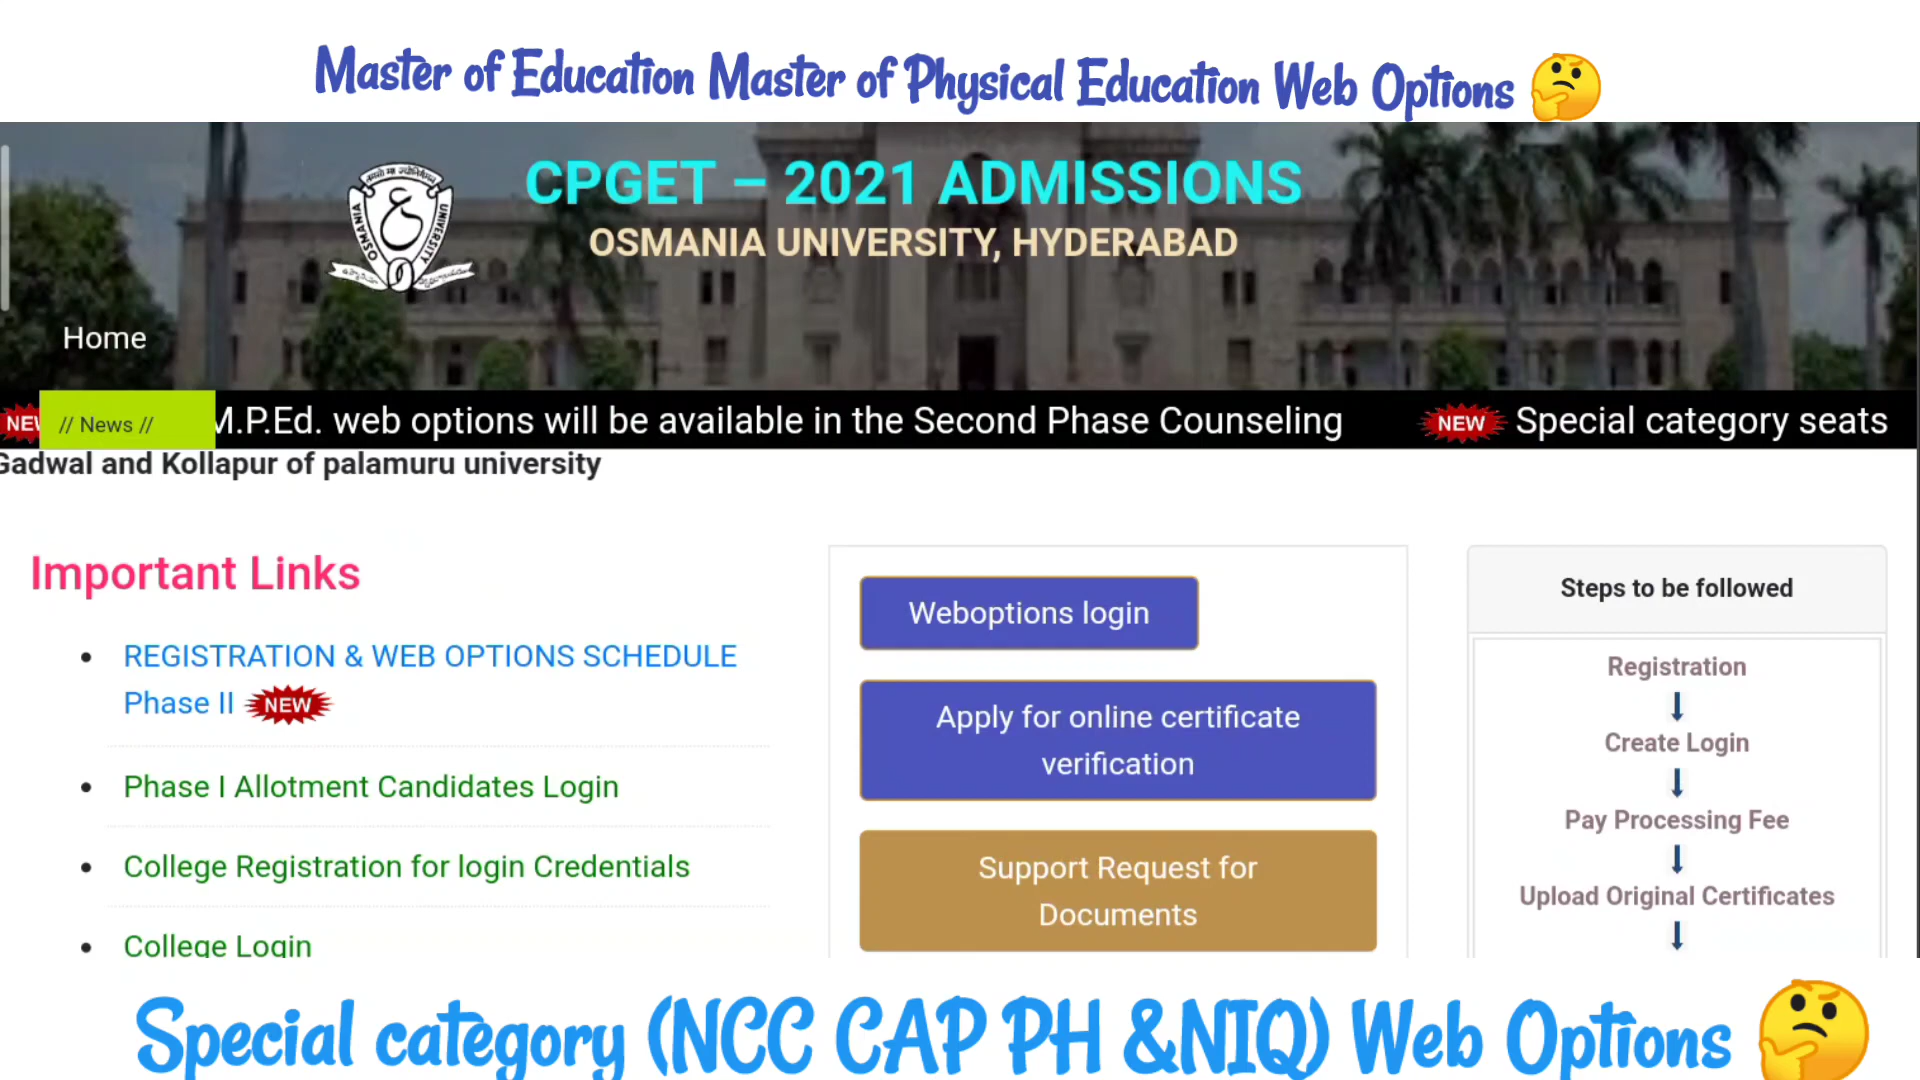 Master of Education Master of Physical Education Web Options
CPGET – 2021 ADMISSIONS
OSMANIA UNIVERSITY, HYDERABAD
OSMANIA UNIVERSITY
Home
// News //
M.P.Ed. web options will be available in the Second Phase Counseling NEW Special category seats
Gadwal and Kollapur of palamuru university
Important Links
REGISTRATION & WEB OPTIONS SCHEDULE
Phase II NEW
Phase I Allotment Candidates Login
College Registration for login Credentials
College Login
Weboptions login
Apply for online certificate
verification
Support Request for
Documents
Steps to be followed
Registration
Create Login
Pay Processing Fee
Upload Original Certificates
Special category (NCC CAP PH &NIQ) Web Options